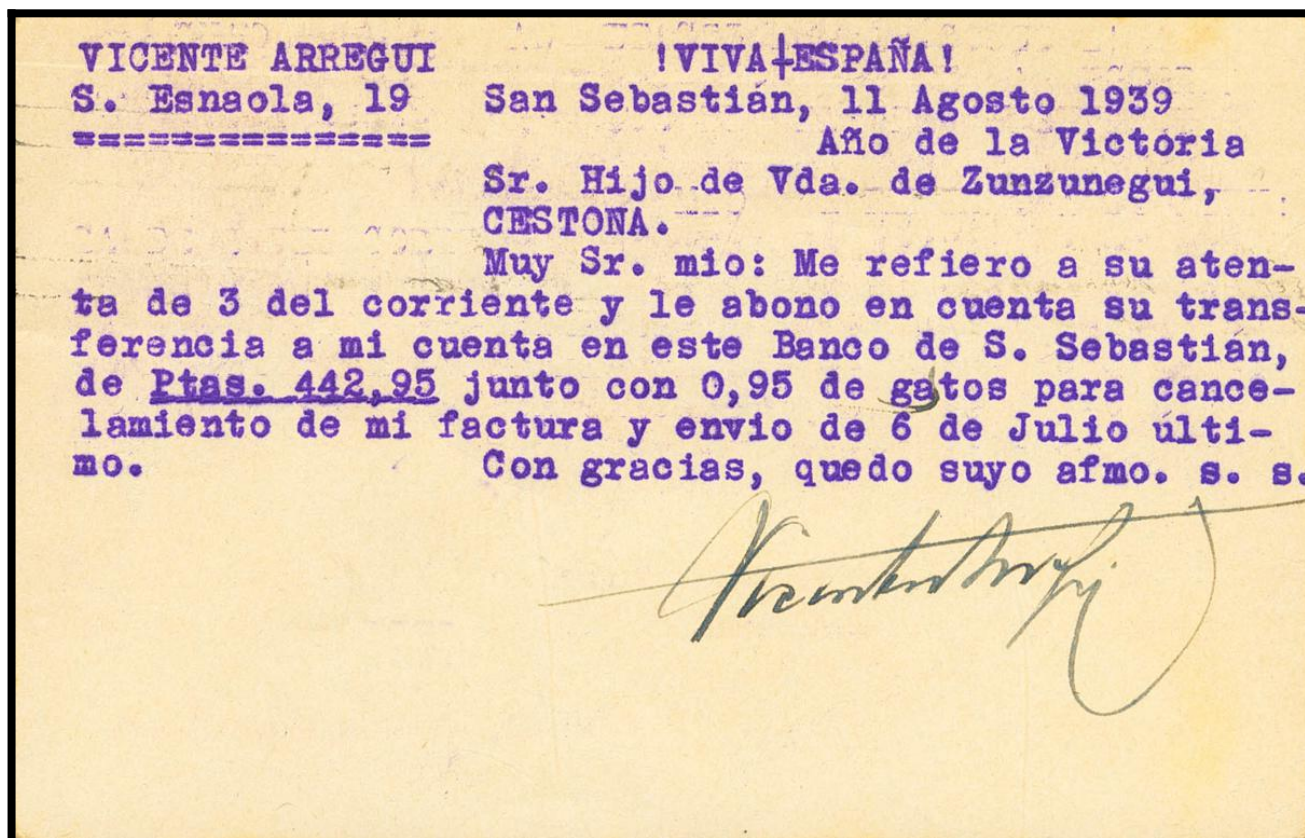 VICENTE ARREGUI !VIVA†ESPAÑA!
S. Esnaola, 19 San Sebastián, 11 Agosto 1939
================
Año de la Victoria
Sr. Hijo de Vda. de Zunzunegui,
CESTONA.
Muy Sr. mio: Me refiero a su aten-
ta de 3 del corriente y le abono en cuenta su trans-
ferencia a mi cuenta en este Banco de S. Sebastián,
de Ptas. 442,95 junto con 0,95 de gatos para cance-
lamiento de mi factura y envio de 6 de Julio últi-
mo. Con gracias, quedo suyo afmo. s. s.
Vicente Arregui